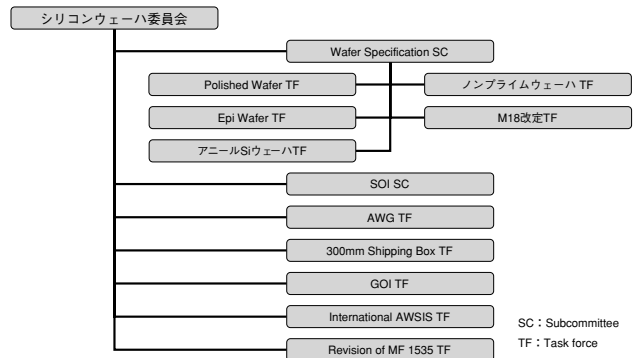 シリコンウェーハ委員会
Wafer Specification SC
Polished Wafer TF
ノンプライムウェーハ TF
Epi Wafer TF
M18改定TF
アニールSiウェーハTF
SOI SC
AWG TF
300mm Shipping Box TF
GOI TF
International AWSIS TF
Revision of MF 1535 TF
SC：Subcommittee
TF：Task force